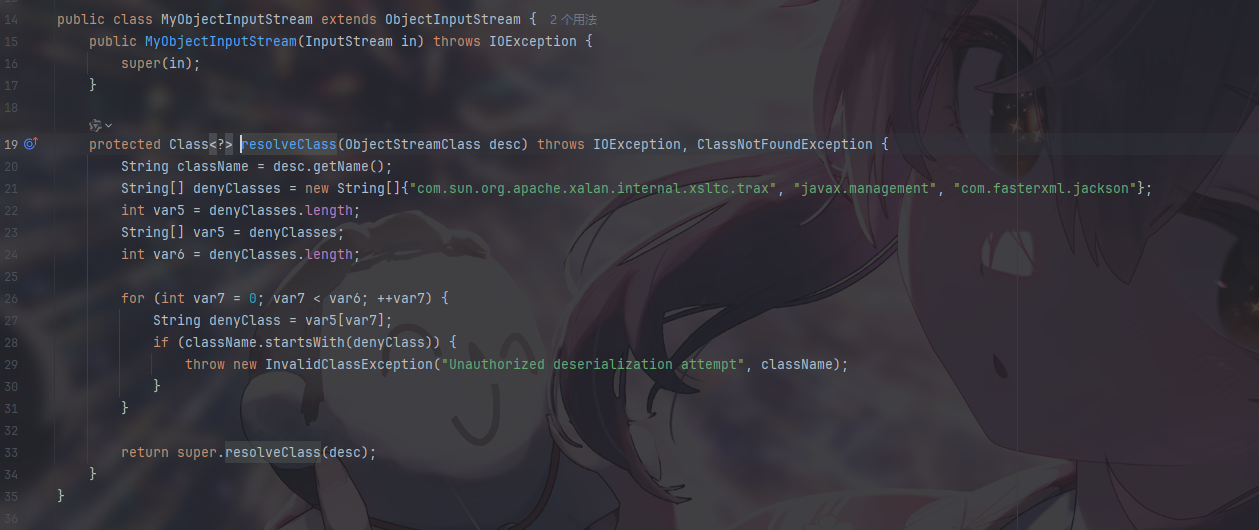 14 public class MyObjectInputStream extends ObjectInputStream { 2 个用法
15 public MyObjectInputStream(InputStream in) throws IOException {
16 super(in);
17 }
18
19 protected Class<?> resolveClass(ObjectStreamClass desc) throws IOException, ClassNotFoundException {
20 String className = desc.getName();
21 String[] denyClasses = new String[]{"com.sun.org.apache.xalan.internal.xsltc.trax", "javax.management", "com.fasterxml.jackson"};
22 int var5 = denyClasses.length;
23 String[] var5 = denyClasses;
24 int var6 = denyClasses.length;
25
26 for (int var7 = 0; var7 < var6; ++var7) {
27 String denyClass = var5[var7];
28 if (className.startsWith(denyClass)) {
29 throw new InvalidClassException("Unauthorized deserialization attempt", className);
30 }
31 }
32
33 return super.resolveClass(desc);
34 }
35 }
36